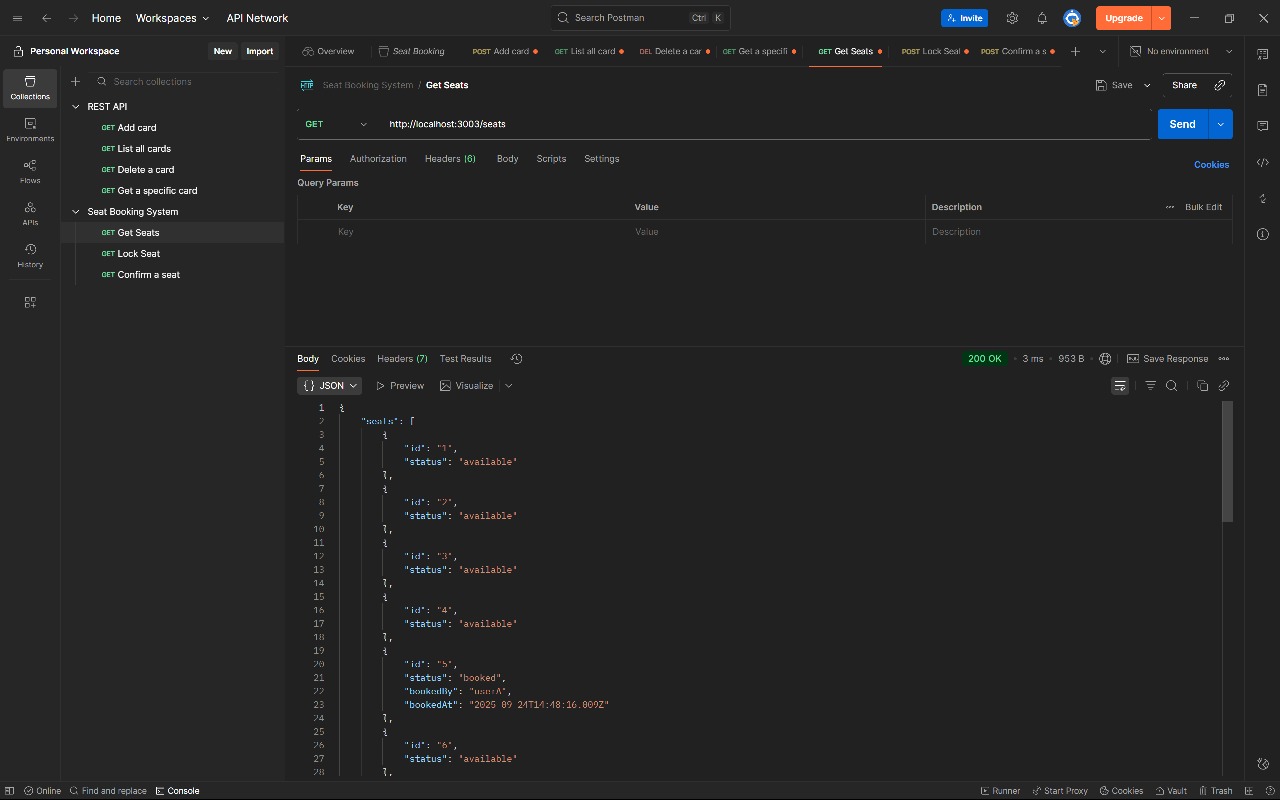 Home Workspaces API Network Search Postman Ctrl K Invite Upgrade
Personal Workspace New Import Overview Seat Booking POST Add card GET List all card DEL Delete a car GET Get a specifi GET Get Seats POST Lock Seat POST Confirm a s No environment
Collections
Environments
Flows
APIs
History
Search collections
REST API
GET Add card
GET List all cards
GET Delete a card
GET Get a specific card
Seat Booking System
GET Get Seats
GET Lock Seat
GET Confirm a seat
HTTP Seat Booking System / Get Seats Save Share
GET http://localhost:3003/seats Send
Params Authorization Headers (6) Body Scripts Settings Cookies
Query Params
Key Value Description Bulk Edit
Key Value Description
Body Cookies Headers (7) Test Results 200 OK 3 ms 953 B Save Response
{} JSON Preview Visualize
1 {
2 "seats": [
3 {
4 "id": "1",
5 "status": "available"
6 },
7 {
8 "id": "2",
9 "status": "available"
10 },
11 {
12 "id": "3",
13 "status": "available"
14 },
15 {
16 "id": "4",
17 "status": "available"
18 },
19 {
20 "id": "5",
21 "status": "booked",
22 "bookedBy": "userA",
23 "bookedAt": "2025-09-24T14:48:16.009Z"
24 },
25 {
26 "id": "6",
27 "status": "available"
28 },
Online Find and replace Console Runner Start Proxy Cookies Vault Trash